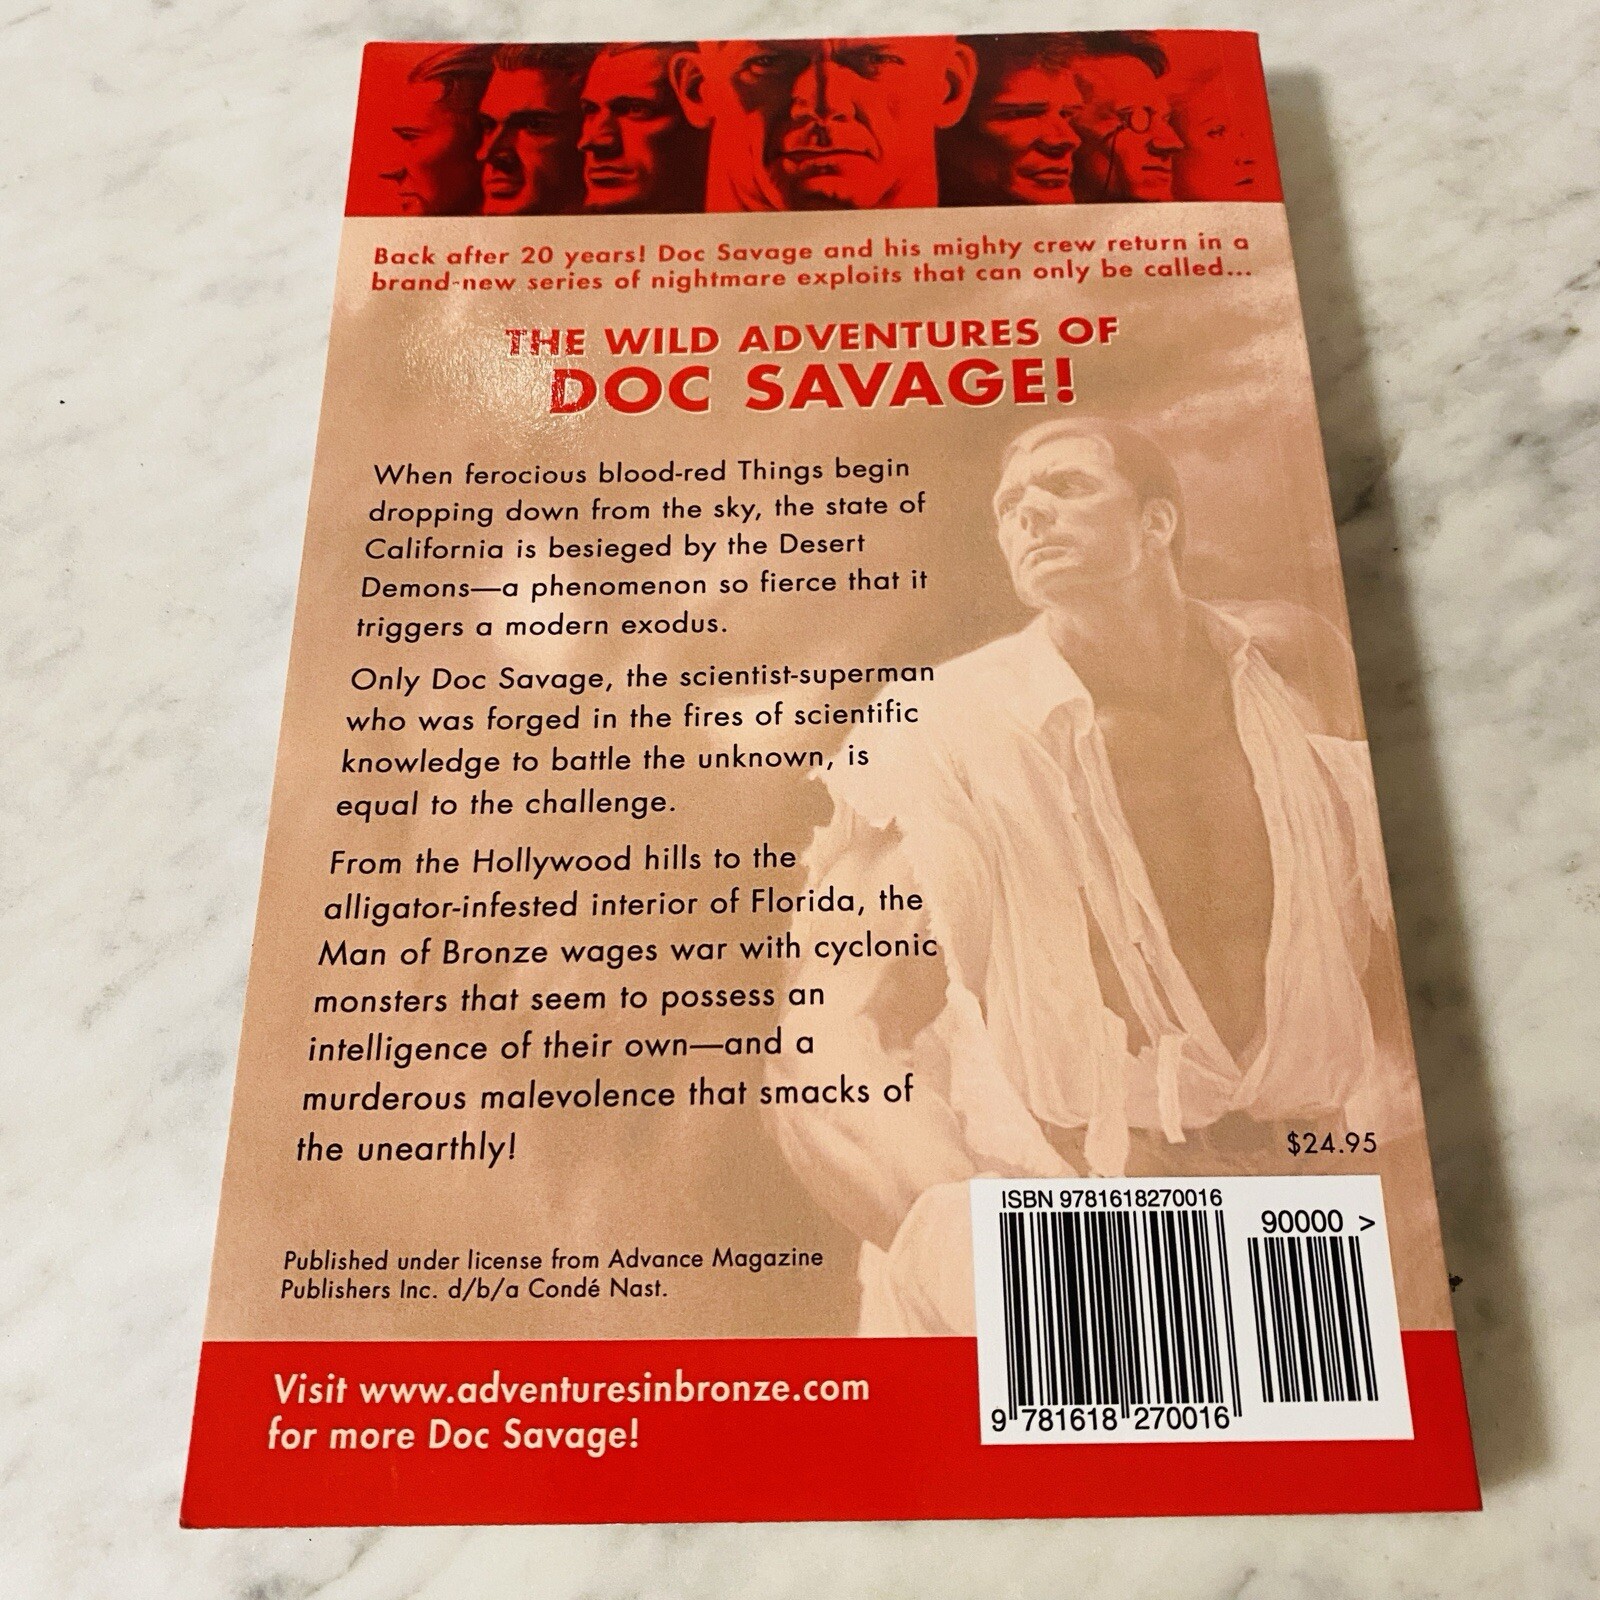 Back after 20 years! Doc Savage and his mighty crew return in a
brand-new series of nightmare exploits that can only be called...
THE WILD ADVENTURES OF
DOC SAVAGE!
When ferocious blood-red Things begin
dropping down from the sky, the state of
California is besieged by the Desert
Demons—a phenomenon so fierce that it
triggers a modern exodus.
Only Doc Savage, the scientist-superman
who was forged in the fires of scientific
knowledge to battle the unknown, is
equal to the challenge.
From the Hollywood hills to the
alligator-infested interior of Florida, the
Man of Bronze wages war with cyclonic
monsters that seem to possess an
intelligence of their own—and a
murderous malevolence that smacks of
the unearthly!
$24.95
ISBN 9781618270016
90000 >
9 781618 270016
Published under license from Advance Magazine
Publishers Inc. d/b/a Condé Nast.
Visit www.adventuresinbronze.com
for more Doc Savage!